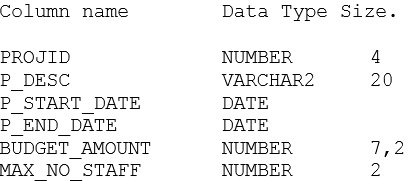 Column name Data Type Size.
PROJID NUMBER 4
P_DESC VARCHAR2 20
P_START_DATE DATE
P_END_DATE DATE
BUDGET_AMOUNT NUMBER 7,2
MAX_NO_STAFF NUMBER 2